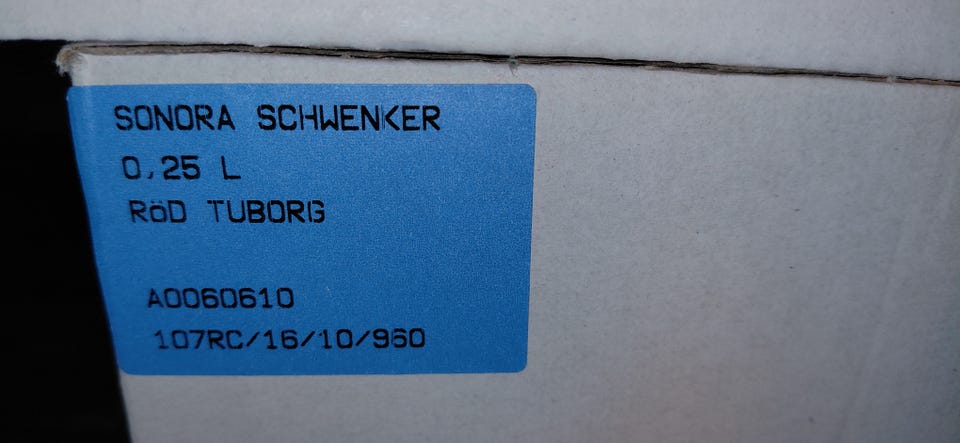 SONORA SCHWENKER
0,25 L
RöD TUBORG
A0060610
107RC/16/10/960